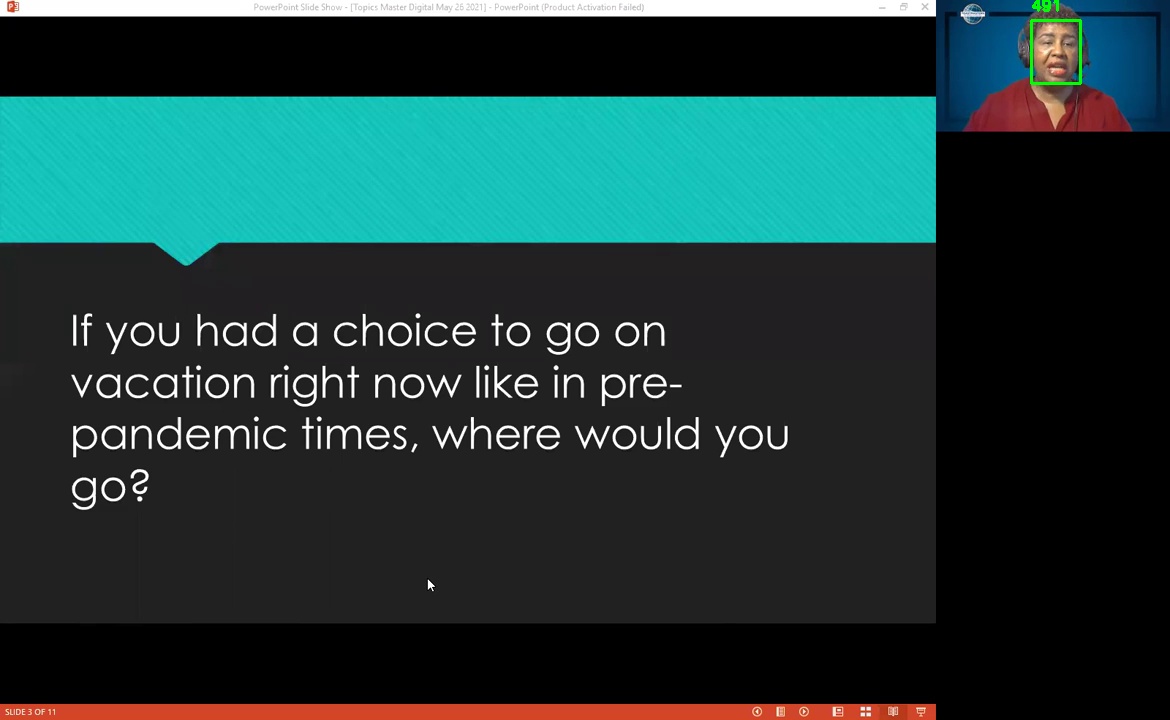 PowerPoint Slide Show - [Topics Master Digital May 26 2021] - PowerPoint (Product Activation Failed)
491
If you had a choice to go on
vacation right now like in pre-
pandemic times, where would you
go?
SLIDE 3 OF 11